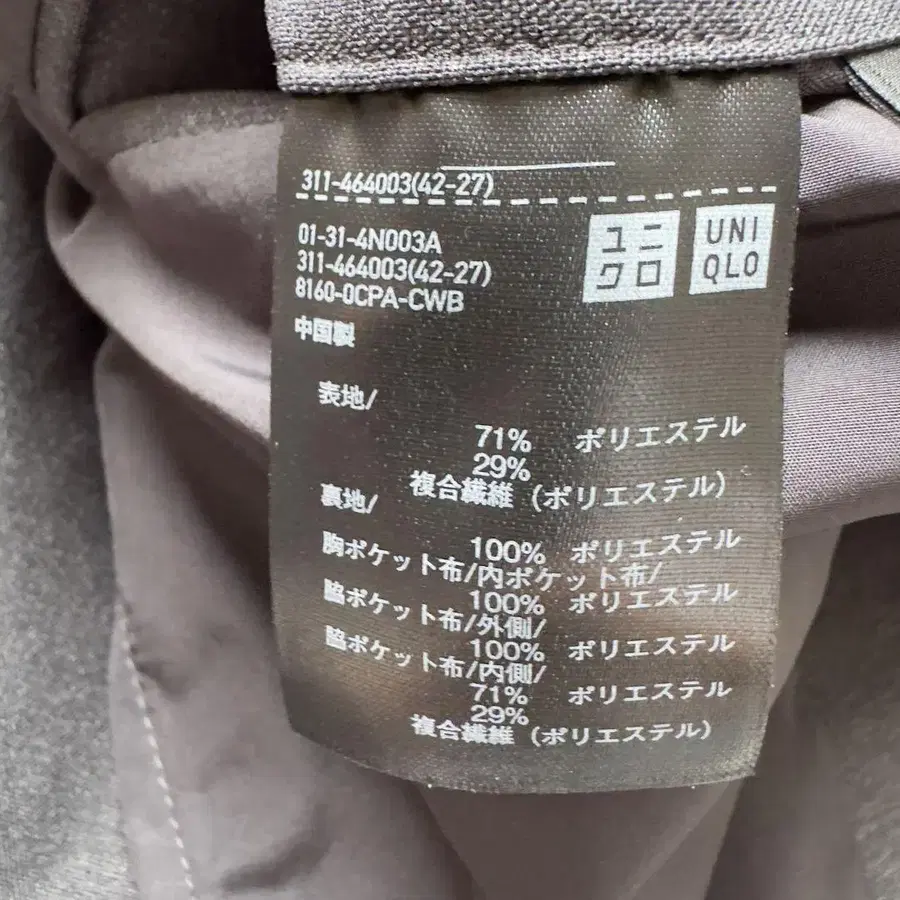 311-464003(42-27)
01-31-4N003A
311-464003(42-27)
8160-0CPA-CWB
中国製
ユニ
クロ
UNI
QLO
表地/
71% ポリエステル
29%
複合繊維 (ポリエステル)
裏地/
100% ポリエステル
胸ポケット布/内ポケット布/
100% ポリエステル
脇ポケット布/外側/
100% ポリエステル
脇ポケット布/内側/
71% ポリエステル
29%
複合繊維 (ポリエステル)